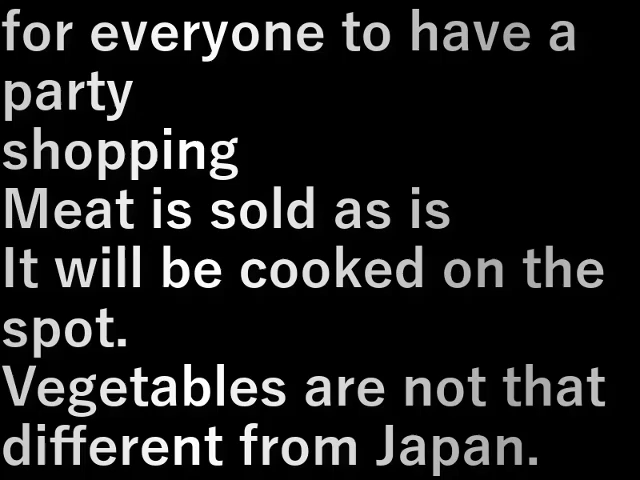 for everyone to have a
party
shopping
Meat is sold as is
It will be cooked on the
spot.
Vegetables are not that
different from Japan.